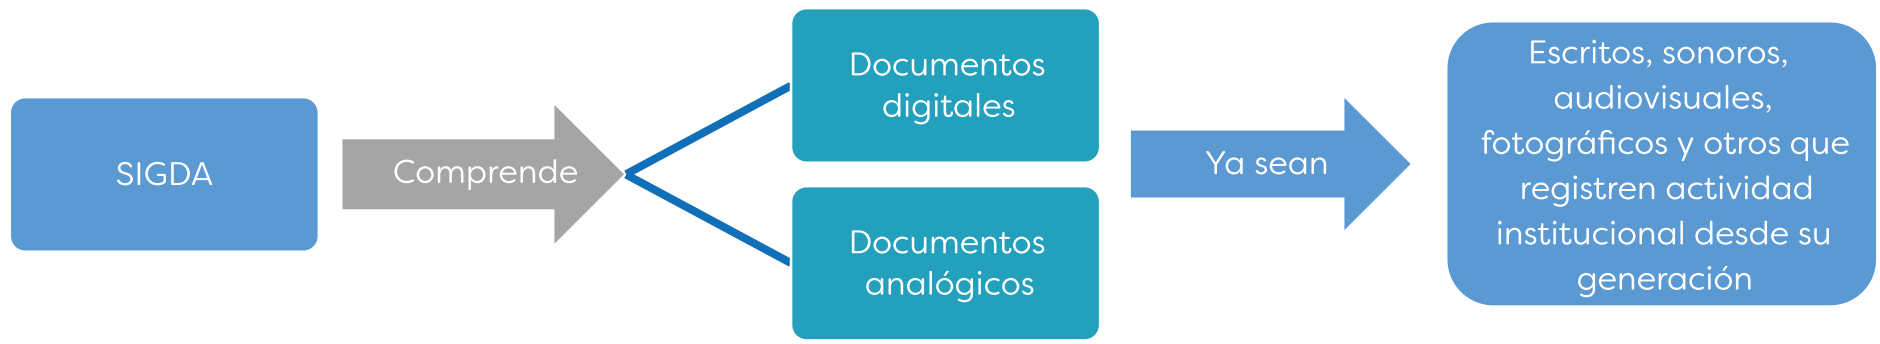 SIGDA
Comprende
Documentos
digitales
Documentos
analógicos
Ya sean
Escritos, sonoros,
audiovisuales,
fotográficos y otros que
registren actividad
institucional desde su
generación